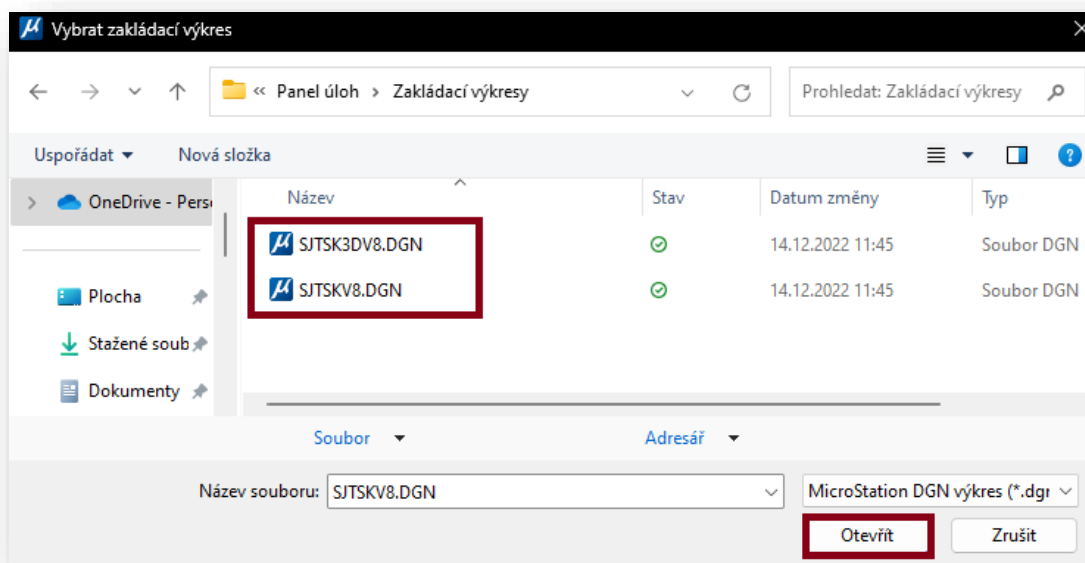 Vybrat zakládací výkres
« Panel úloh › Zakládací výkresy
Prohledat: Zakládací výkresy
Uspořádat
Nová složka
OneDrive - Perso
Název
Stav
Datum změny
Typ
SJTSK3DV8.DGN
14.12.2022 11:45
Soubor DGN
SJTSKV8.DGN
14.12.2022 11:45
Soubor DGN
Plocha
Stažené soub
Dokumenty
Soubor
Adresář
Název souboru:
SJTSKV8.DGN
MicroStation DGN výkres (*.dgn
Otevřít
Zrušit